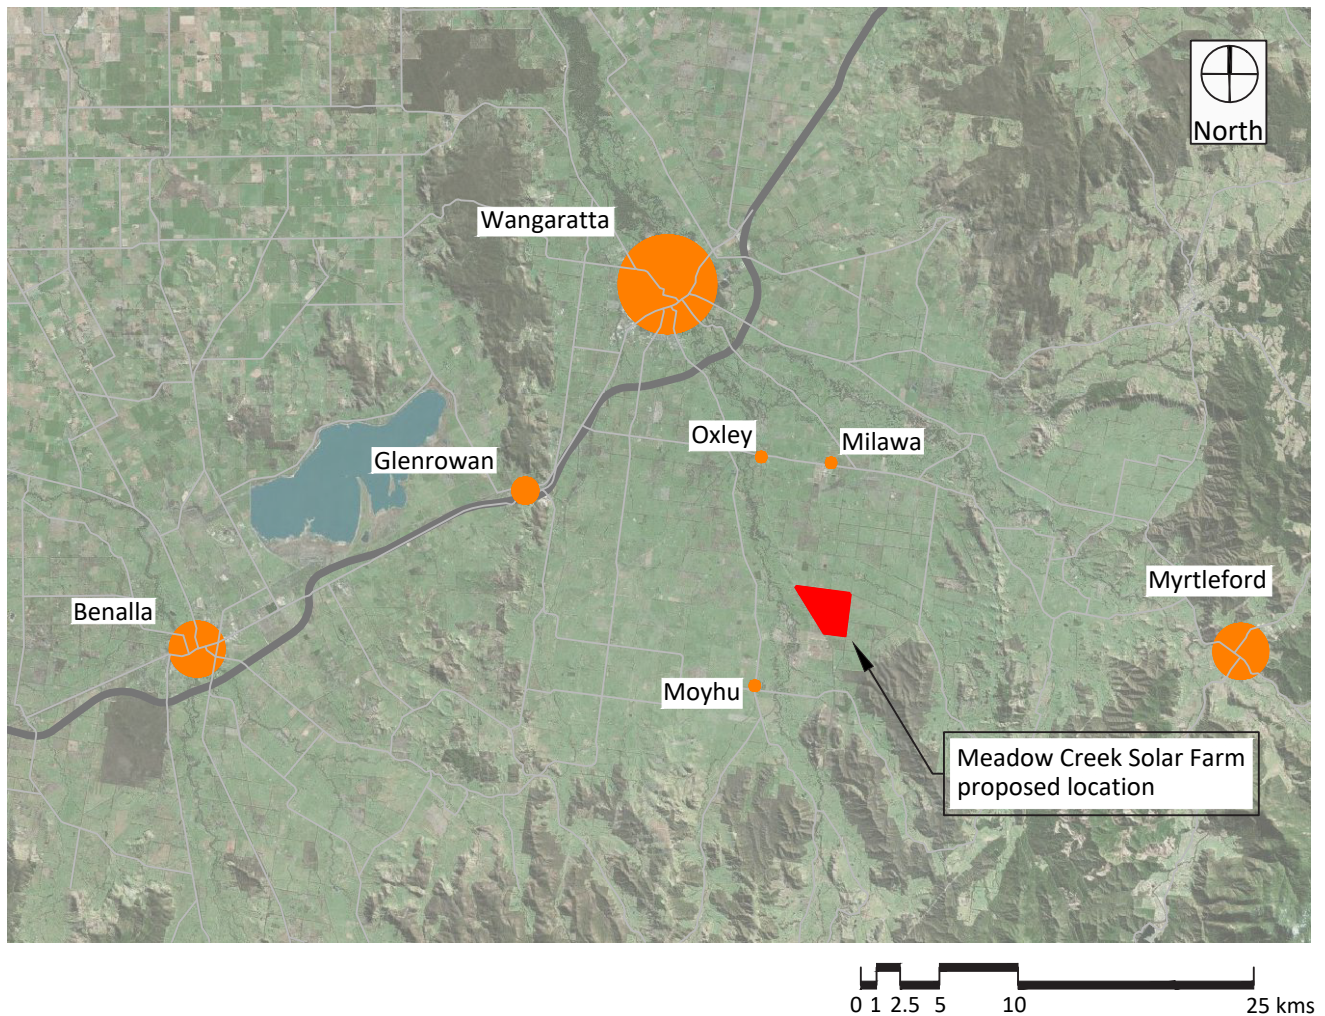 North
Wangaratta
Oxley
Milawa
Glenrowan
Myrtleford
Benalla
Moyhu
Meadow Creek Solar Farm
proposed location
0 1 2.5 5 10 25 kms